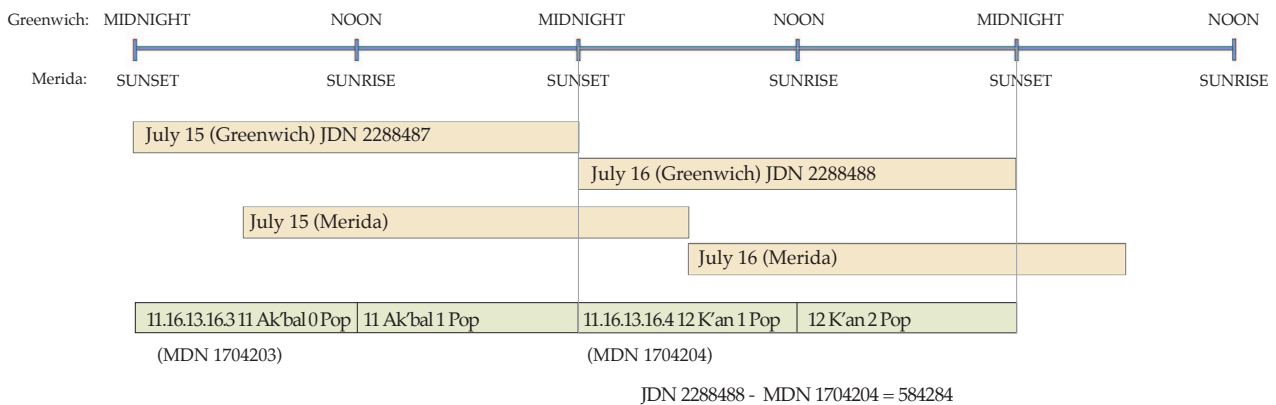 Greenwich: MIDNIGHT NOON MIDNIGHT NOON MIDNIGHT NOON
Merida: SUNSET SUNRISE SUNSET SUNRISE SUNSET SUNRISE
July 15 (Greenwich) JDN 2288487
July 16 (Greenwich) JDN 2288488
July 15 (Merida)
July 16 (Merida)
11.16.13.16.3 11 Ak'bal 0 Pop 11 Ak'bal 1 Pop 11.16.13.16.4 12 K'an 1 Pop 12 K'an 2 Pop
(MDN 1704203) (MDN 1704204)
JDN 2288488 - MDN 1704204 = 584284